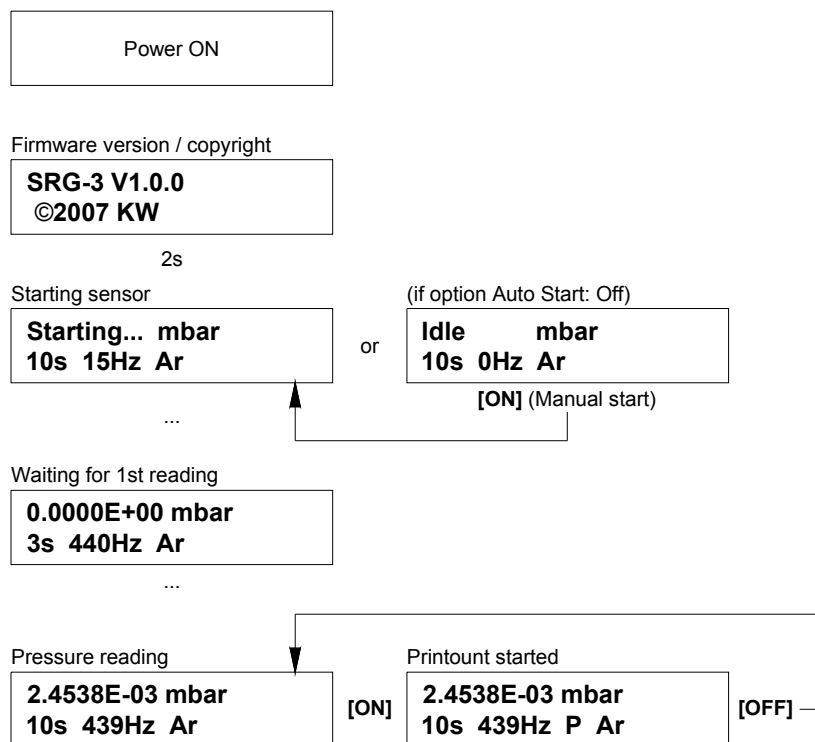 Power ON
Firmware version / copyright
SRG-3 V1.0.0
©2007 KW
2s
Starting sensor
Starting... mbar
10s 15Hz Ar
or
(if option Auto Start: Off)
Idle mbar
10s 0Hz Ar
[ON] (Manual start)
...
Waiting for 1st reading
0.0000E+00 mbar
3s 440Hz Ar
...
Pressure reading
2.4538E-03 mbar
10s 439Hz Ar
[ON]
Printount started
2.4538E-03 mbar
10s 439Hz P Ar
[OFF]